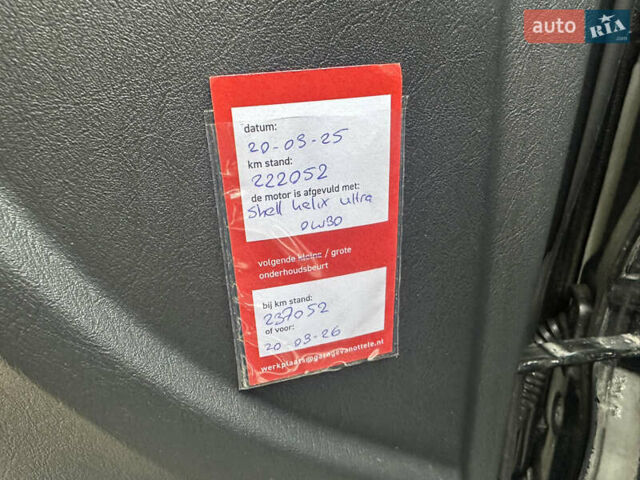 auto RIA .com
datum:
20-03-25
km stand:
222052
de motor is afgevuld met:
Shell helix ultra
0W30
volgende kleine / grote
onderhoudsbeurt
bij km stand:
237052
of voor:
20-03-26
werkplaats@garagevanottele.nl